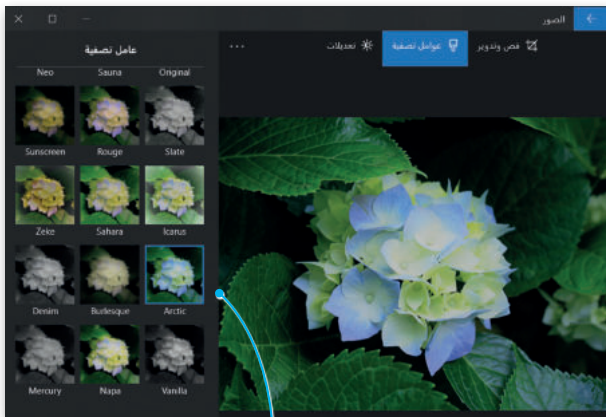 الصور
قص وتدوير
عوامل تصفية
تعديلات
عامل تصفية
Original
Sauna
Neo
Slate
Rouge
Sunscreen
Icarus
Sahara
Zeke
Arctic
Burlesque
Denim
Vanilla
Napa
Mercury